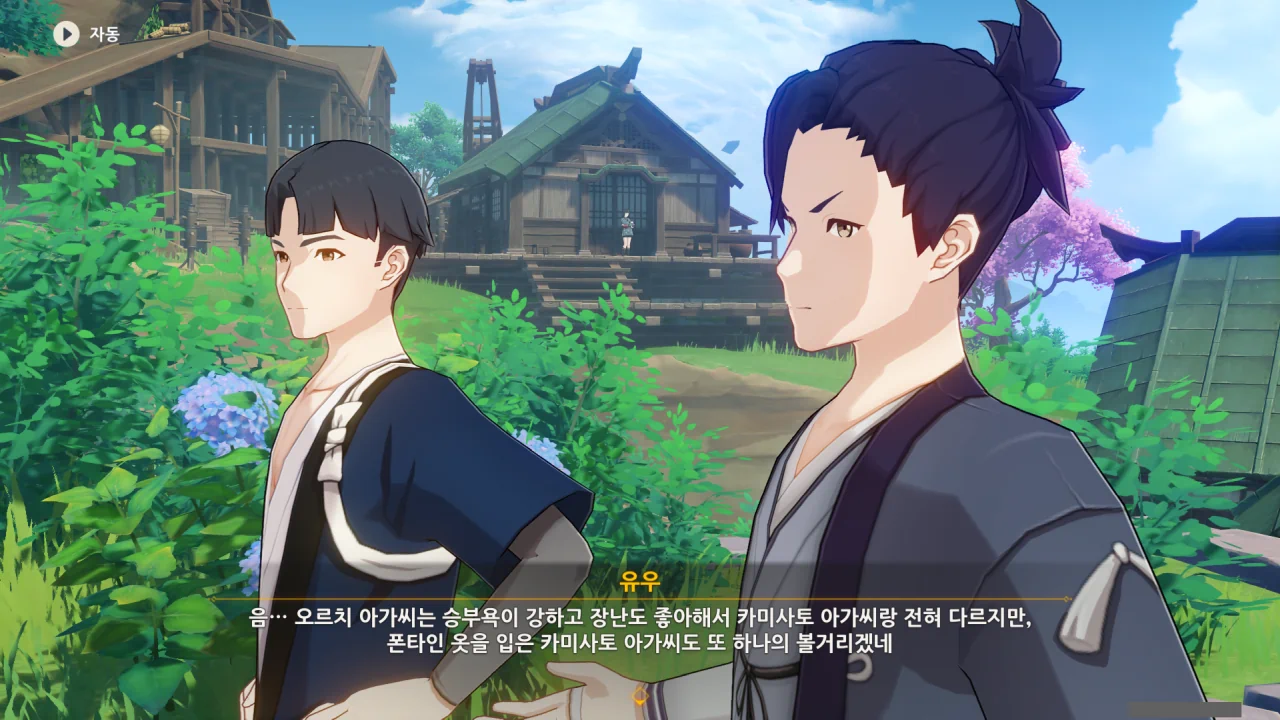 자동
유우
음… 오르치 아가씨는 승부욕이 강하고 장난도 좋아해서 카미사토 아가씨랑 전혀 다르지만,
폰타인 옷을 입은 카미사토 아가씨도 또 하나의 볼거리겠네